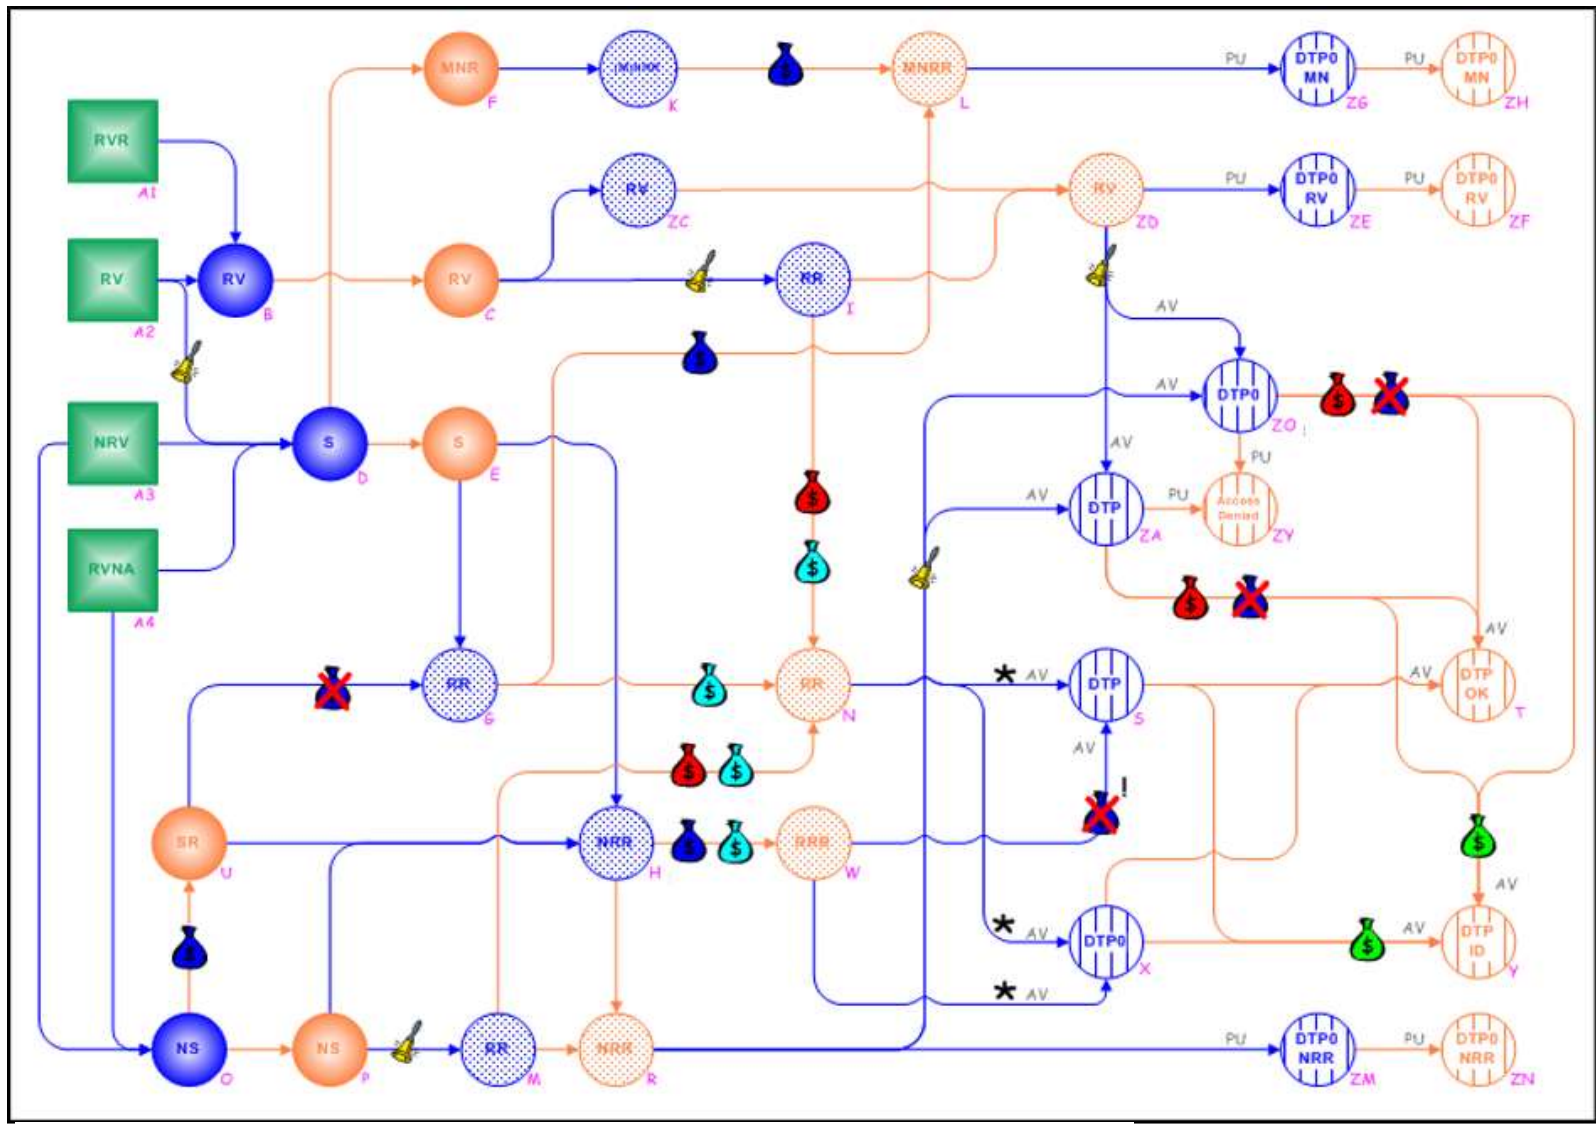 MNR
F
K
$
MNRR
L
PU
DTP0
MN
ZG
PU
DTP0
MN
ZH
RVR
A1
RV
ZC
RV
ZD
PU
DTP0
RV
ZE
PU
DTP0
RV
ZF
RV
A2
RV
B
RV
C
RR
I
AV
$
AV
DTP0
ZO
$
$
NRV
A3
S
D
S
E
$
AV
PU
AV
DTP
ZA
PU
Access
Denied
ZY
RVNA
A4
$
$
$
AV
$
RR
G
$
RR
N
* AV
DTP
S
AV
DTP
OK
T
$ $
AV
!
SR
U
NRR
H
$ $
RRR
W
$
$
AV
$
* AV
DTP0
X
$
AV
DTP
ID
Y
* AV
NS
O
NS
P
RR
M
NRR
R
PU
DTP0
NRR
ZM
PU
DTP0
NRR
ZN